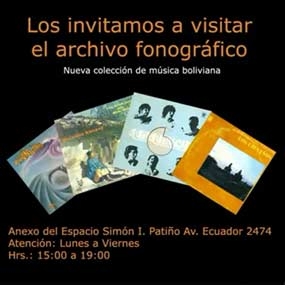 Los invitamos a visitar
el archivo fonográfico
Nueva colección de música boliviana
Anexo del Espacio Simón I. Patiño Av. Ecuador 2474
Atención: Lunes a Viernes
Hrs.: 15:00 a 19:00